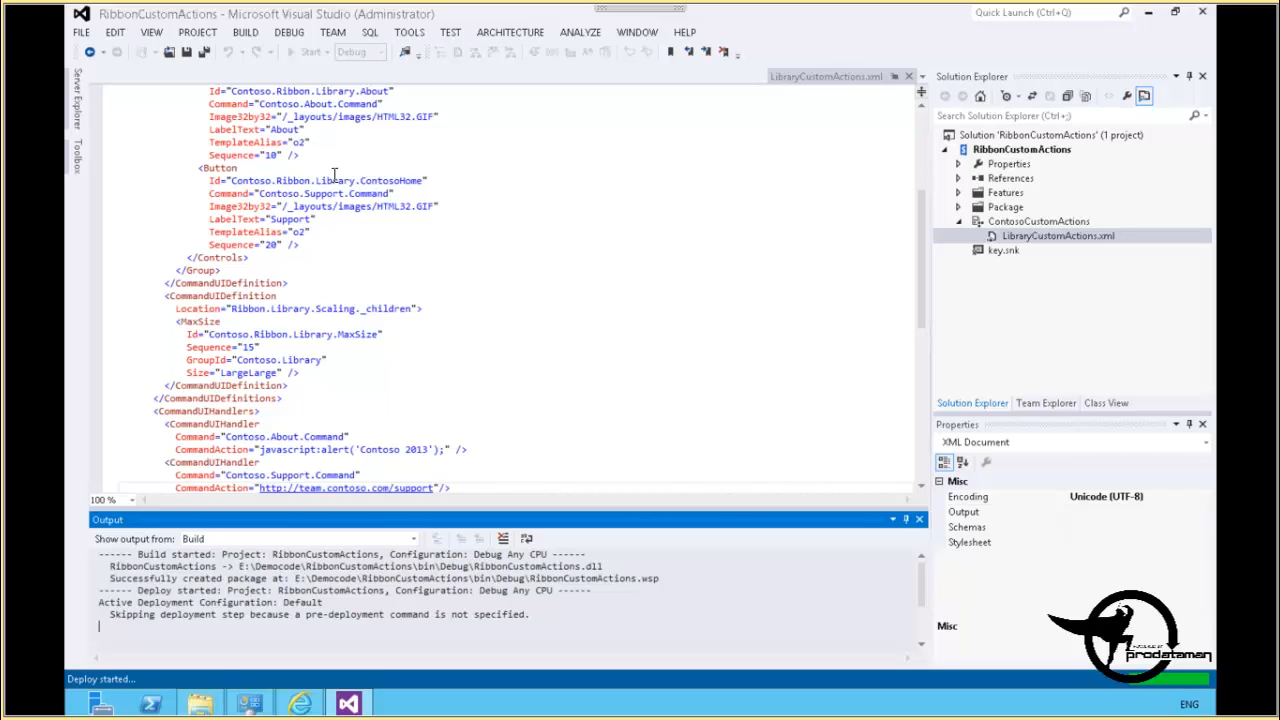 RibbonCustomActions - Microsoft Visual Studio (Administrator)
Quick Launch (Ctrl+Q)
FILE EDIT VIEW PROJECT BUILD DEBUG TEAM SQL TOOLS TEST ARCHITECTURE ANALYZE WINDOW HELP
Start Debug
Server Explorer
Toolbox
LibraryCustomActions.xml
Id="Contoso.Ribbon.Library.About"
Command="Contoso.About.Command"
Image32by32="/_layouts/images/HTML32.GIF"
LabelText="About"
TemplateAlias="o2"
Sequence="10" />
<Button
Id="Contoso.Ribbon.Library.ContosoHome"
Command="Contoso.Support.Command"
Image32by32="/_layouts/images/HTML32.GIF"
LabelText="Support"
TemplateAlias="o2"
Sequence="20" />
</Controls>
</Group>
</CommandUIDefinition>
<CommandUIDefinition
Location="Ribbon.Library.Scaling._children">
<MaxSize
Id="Contoso.Ribbon.Library.MaxSize"
Sequence="15"
GroupId="Contoso.Library"
Size="LargeLarge" />
</CommandUIDefinition>
</CommandUIDefinitions>
<CommandUIHandlers>
<CommandUIHandler
Command="Contoso.About.Command"
CommandAction="javascript:alert('Contoso 2013');" />
<CommandUIHandler
Command="Contoso.Support.Command"
CommandAction="http://team.contoso.com/support"/>
100 %
Output
Show output from: Build
------ Build started: Project: RibbonCustomActions, Configuration: Debug Any CPU ------
RibbonCustomActions -> E:\Democode\RibbonCustomActions\bin\Debug\RibbonCustomActions.dll
Successfully created package at: E:\Democode\RibbonCustomActions\bin\Debug\RibbonCustomActions.wsp
------ Deploy started: Project: RibbonCustomActions, Configuration: Debug Any CPU ------
Active Deployment Configuration: Default
Skipping deployment step because a pre-deployment command is not specified.
Solution Explorer
Search Solution Explorer (Ctrl+;)
Solution 'RibbonCustomActions' (1 project)
RibbonCustomActions
Properties
References
Features
Package
ContosoCustomActions
LibraryCustomActions.xml
key.snk
Solution Explorer Team Explorer Class View
Properties
XML Document
Misc
Encoding Unicode (UTF-8)
Output
Schemas
Stylesheet
Misc
prodataman
Deploy started...
ENG